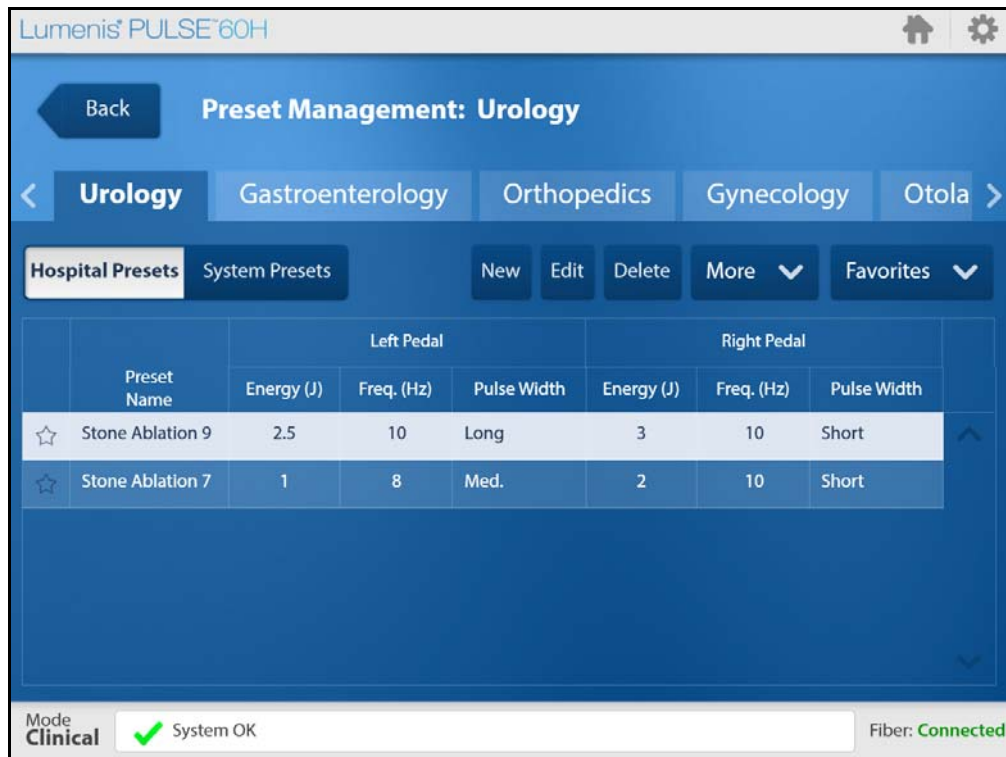 Lumenis® PULSE™60H
Back
Preset Management: Urology
Urology Gastroenterology Orthopedics Gynecology Otola
Hospital Presets System Presets New Edit Delete More Favorites
Left Pedal Right Pedal
Preset
Name Energy (J) Freq. (Hz) Pulse Width Energy (J) Freq. (Hz) Pulse Width
Stone Ablation 9 2.5 10 Long 3 10 Short
Stone Ablation 7 1 8 Med. 2 10 Short
Mode
Clinical System OK Fiber: Connected